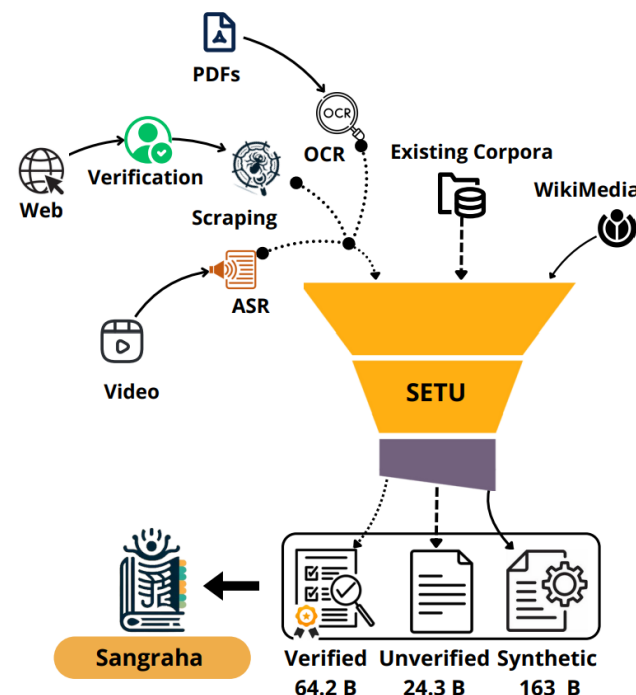 PDFs
OCR
OCR
Existing Corpora
Verification
WikiMedia
Web
Scraping
ASR
Video
SETU
Sangraha
Verified Unverified Synthetic
64.2 B 24.3 B 163 B